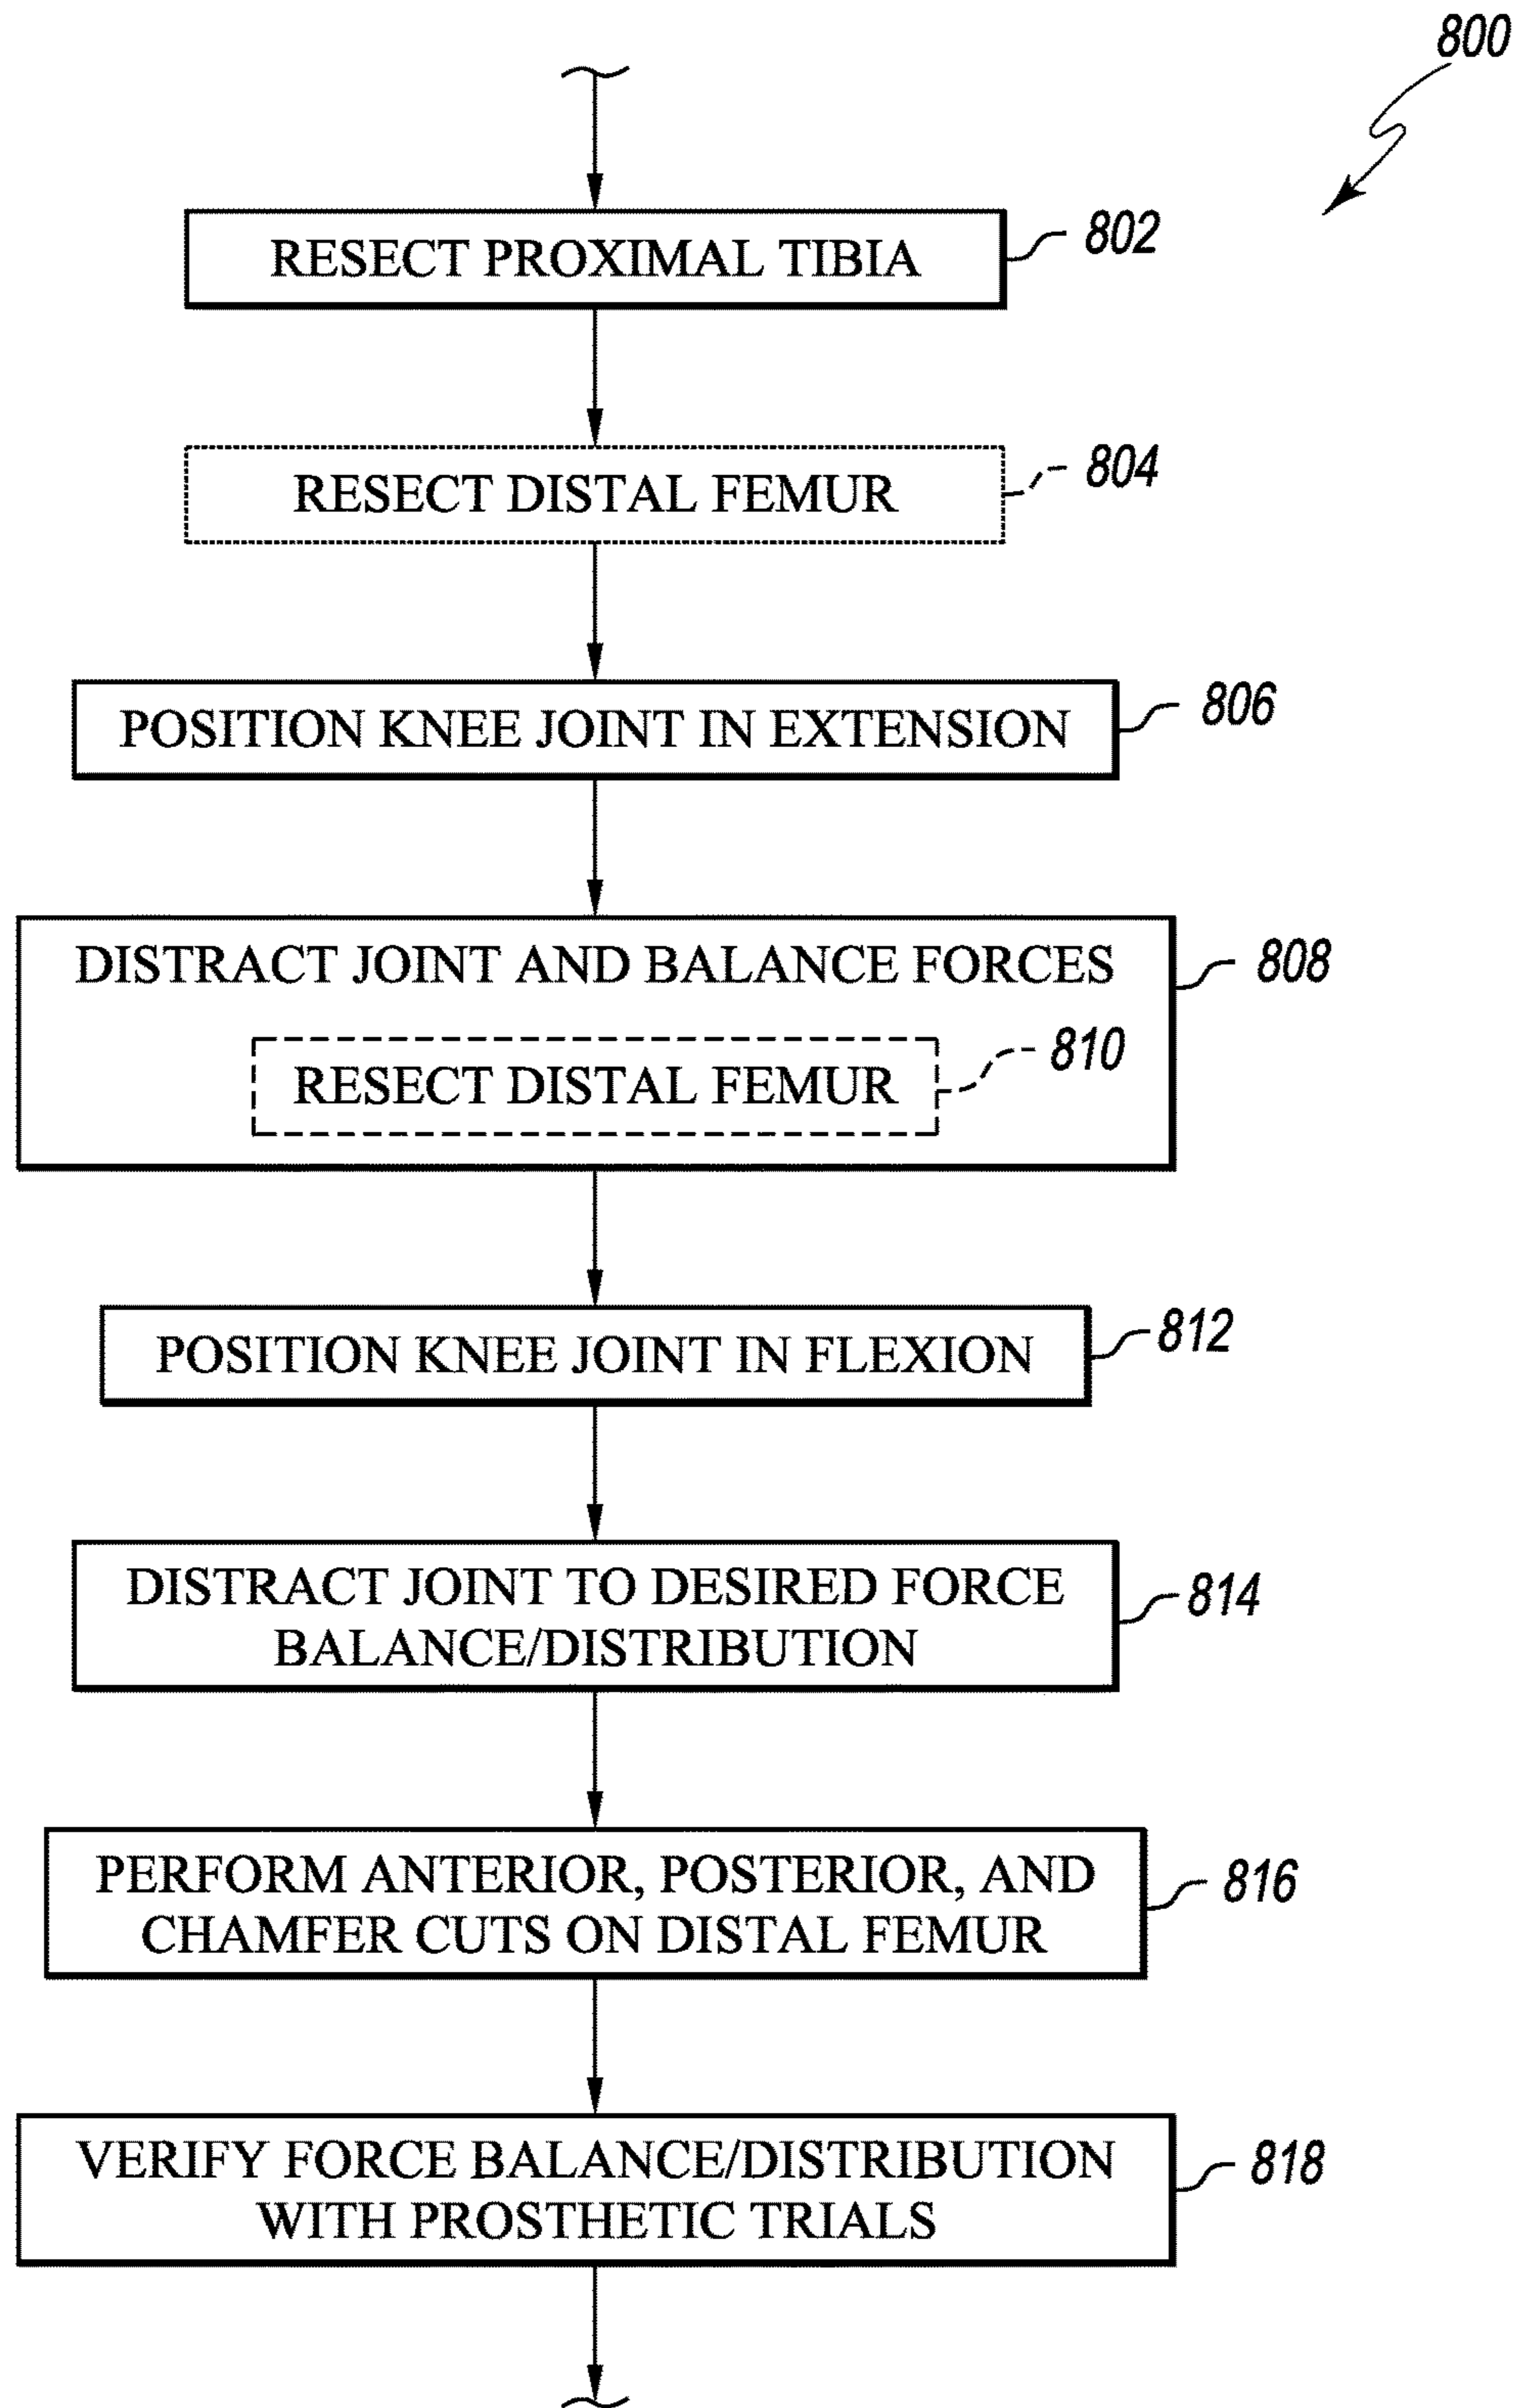 800
RESECT PROXIMAL TIBIA
802
RESECT DISTAL FEMUR
804
POSITION KNEE JOINT IN EXTENSION
806
DISTRACT JOINT AND BALANCE FORCES
808
RESECT DISTAL FEMUR
810
POSITION KNEE JOINT IN FLEXION
812
DISTRACT JOINT TO DESIRED FORCE
BALANCE/DISTRIBUTION
814
PERFORM ANTERIOR, POSTERIOR, AND
CHAMFER CUTS ON DISTAL FEMUR
816
VERIFY FORCE BALANCE/DISTRIBUTION
WITH PROSTHETIC TRIALS
818